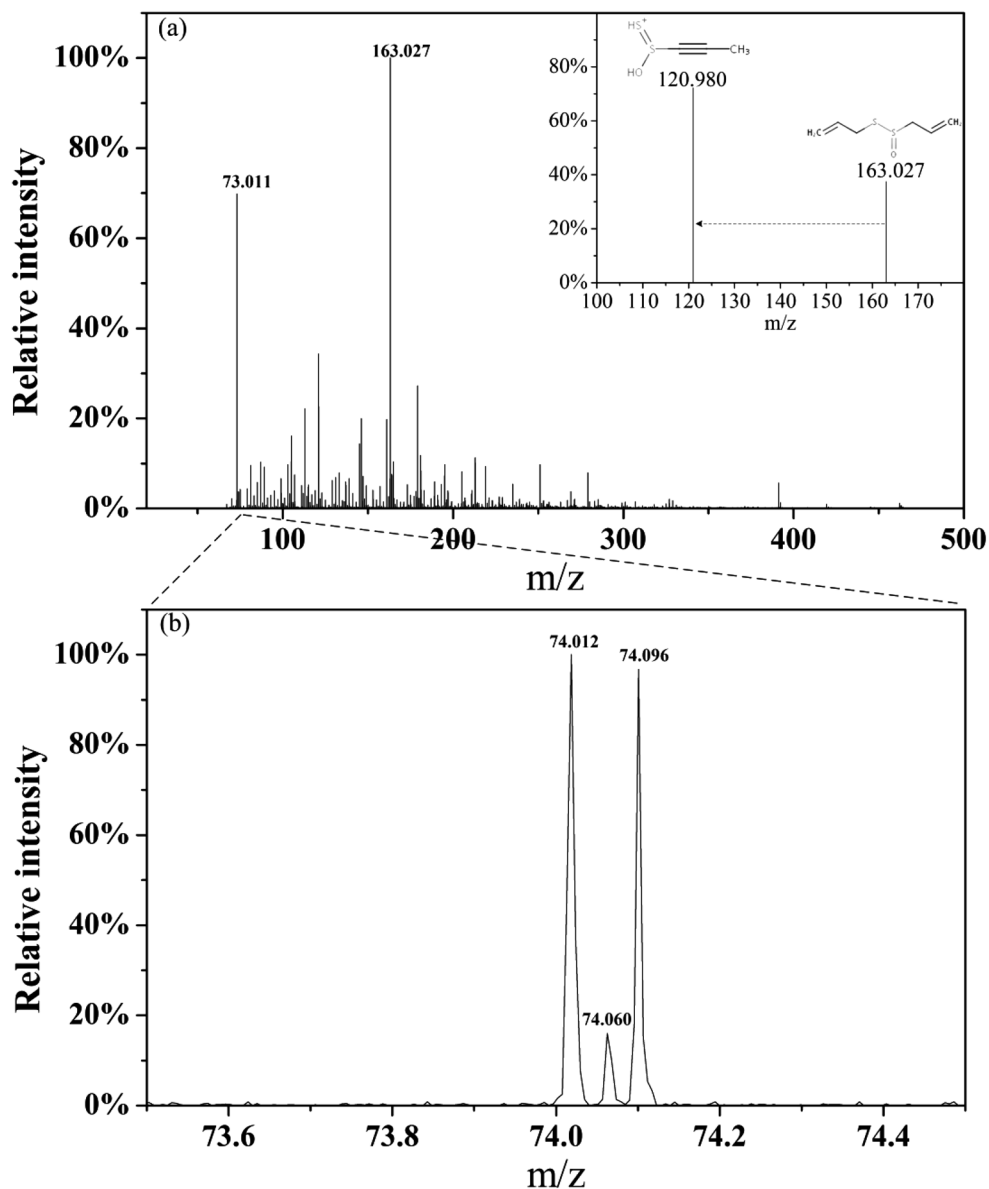 (a)
100%
80%
60%
40%
20%
0%
Relative intensity
73.011
163.027
100
200
300
400
500
m/z
80%
60%
40%
20%
0%
HS+
S
CH3
HO
120.980
H2C
S
S
O
CH2
163.027
100 110 120 130 140 150 160 170
m/z
(b)
100%
80%
60%
40%
20%
0%
Relative intensity
74.012
74.096
74.060
73.6 73.8 74.0 74.2 74.4
m/z